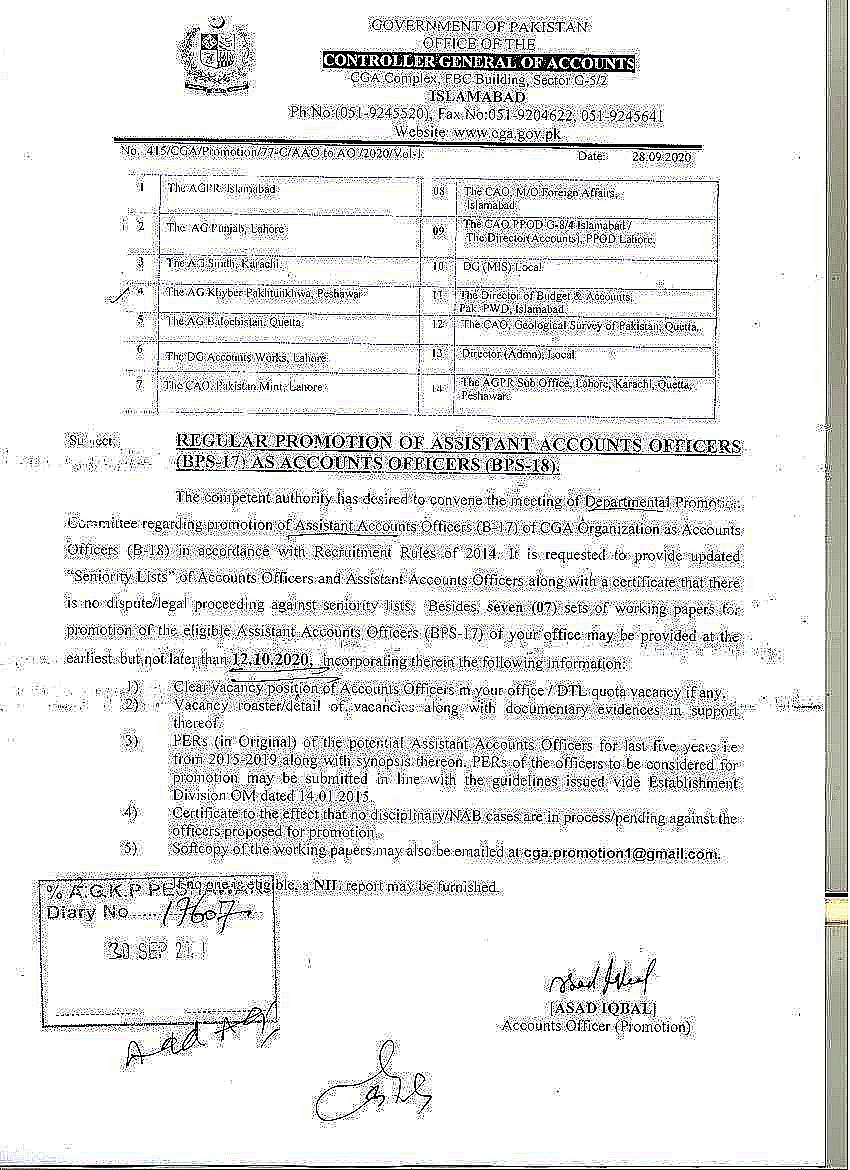 GOVERNMENT OF PAKISTAN
OFFICE OF THE
CONTROLLER GENERAL OF ACCOUNTS
CGA Complex, FBC Building, Sector G-5/2
ISLAMABAD
Ph No:(051-9245520), Fax No:051-9204622, 051-9245641
Website: www.cga.gov.pk
No. 415/CGA/Promotion/77-C/AAO to AO /2020/Vol-I. Date: 28.09.2020
1 The AGPR, Islamabad 08 The CAO, M/O Foreign Affairs,
Islamabad
2 The AG Punjab, Lahore 09 The CAO PPOD G-8/4 Islamabad/
The Director(Accounts), PPOD Lahore.
3 The AG Sindh, Karachi 10 DG (MIS) Local
4 The AG Khyber Pakhtunkhwa, Peshawar 11 The Director of Budget & Accounts,
Pak. PWD, Islamabad
5 The AG Balochistan, Quetta. 12 The CAO, Geological Survey of Pakistan, Quetta,
6 The DG Accounts Works, Lahore 13 Director (Admn), Local
7 The CAO, Pakistan Mint, Lahore 14 The AGPR Sub Office, Lahore, Karachi, Quetta,
Peshawar
Subject: REGULAR PROMOTION OF ASSISTANT ACCOUNTS OFFICERS
(BPS-17) AS ACCOUNTS OFFICERS (BPS-18).
The competent authority has desired to convene the meeting of Departmental Promotion
Committee regarding promotion of Assistant Accounts Officers (B-17) of CGA Organization as Accounts
Officers (B-18) in accordance with Recruitment Rules of 2014. It is requested to provide updated
“Seniority Lists” of Accounts Officers and Assistant Accounts Officers along with a certificate that there
is no dispute/legal proceeding against seniority lists. Besides, seven (07) sets of working papers for
promotion of the eligible Assistant Accounts Officers (BPS-17) of your office may be provided at the
earliest but not later than 12.10.2020, incorporating therein the following information:
1) Clear vacancy position of Accounts Officers in your office / DTL quota vacancy if any.
2) Vacancy roaster/detail of vacancies along with documentary evidences in support
thereof.
3) PERs (in Original) of the potential Assistant Accounts Officers for last five years i.e
from 2015-2019 along with synopsis thereon. PERs of the officers to be considered for
promotion may be submitted in line with the guidelines issued vide Establishment
Division OM dated 14.01.2015.
4) Certificate to the effect that no disciplinary/NAB cases are in process/pending against the
officers proposed for promotion.
5) Softcopy of the working papers may also be emailed at cga.promotion1@gmail.com.
no one is eligible, a NIL report may be furnished.
% A.G.K.P PESHAWAR
Diary No 17607
30 SEP
[ASAD IQBAL]
Accounts Officer (Promotion)